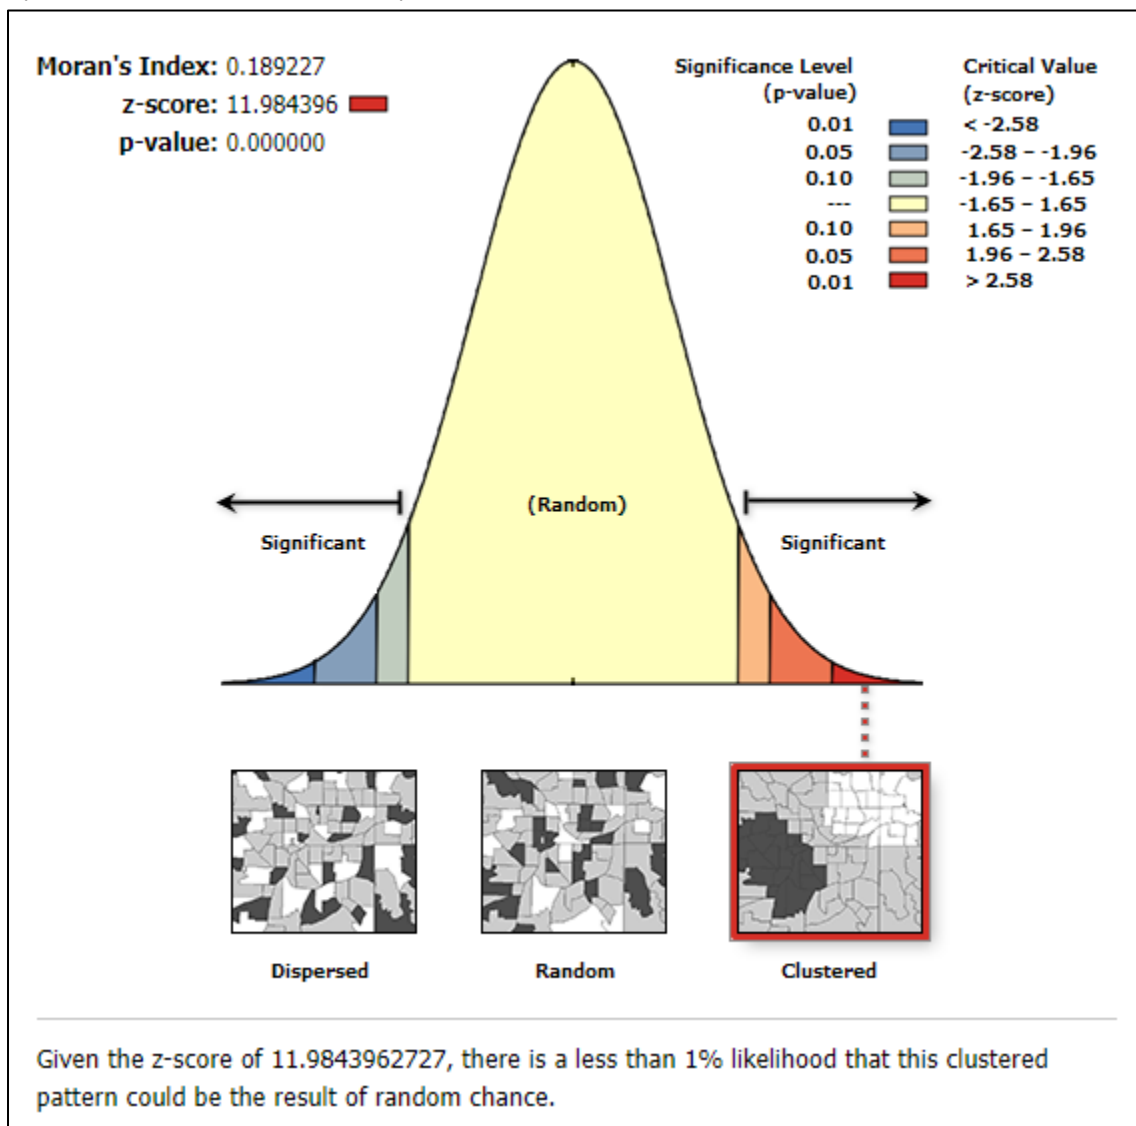 Moran's Index: 0.189227
z-score: 11.984396
p-value: 0.000000
Significance Level
(p-value)
Critical Value
(z-score)
0.01 < -2.58
0.05 -2.58 – -1.96
0.10 -1.96 – -1.65
--- -1.65 – 1.65
0.10 1.65 – 1.96
0.05 1.96 – 2.58
0.01 > 2.58
(Random)
Significant
Significant
Dispersed
Random
Clustered
Given the z-score of 11.9843962727, there is a less than 1% likelihood that this clustered
pattern could be the result of random chance.